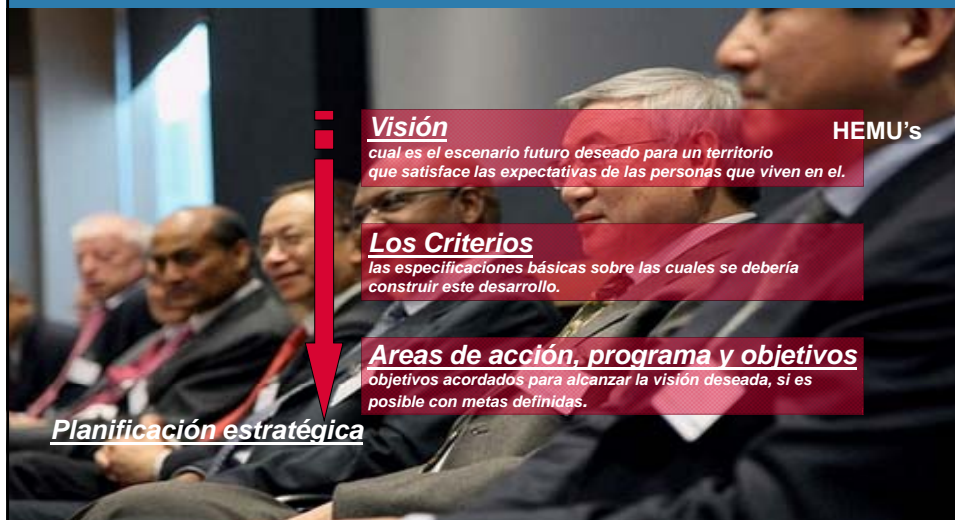 Visión
HEMU's
cual es el escenario futuro deseado para un territorio
que satisface las expectativas de las personas que viven en el.
Los Criterios
las especificaciones básicas sobre las cuales se debería
construir este desarrollo.
Areas de acción, programa y objetivos
objetivos acordados para alcanzar la visión deseada, si es
posible con metas definidas.
Planificación estratégica